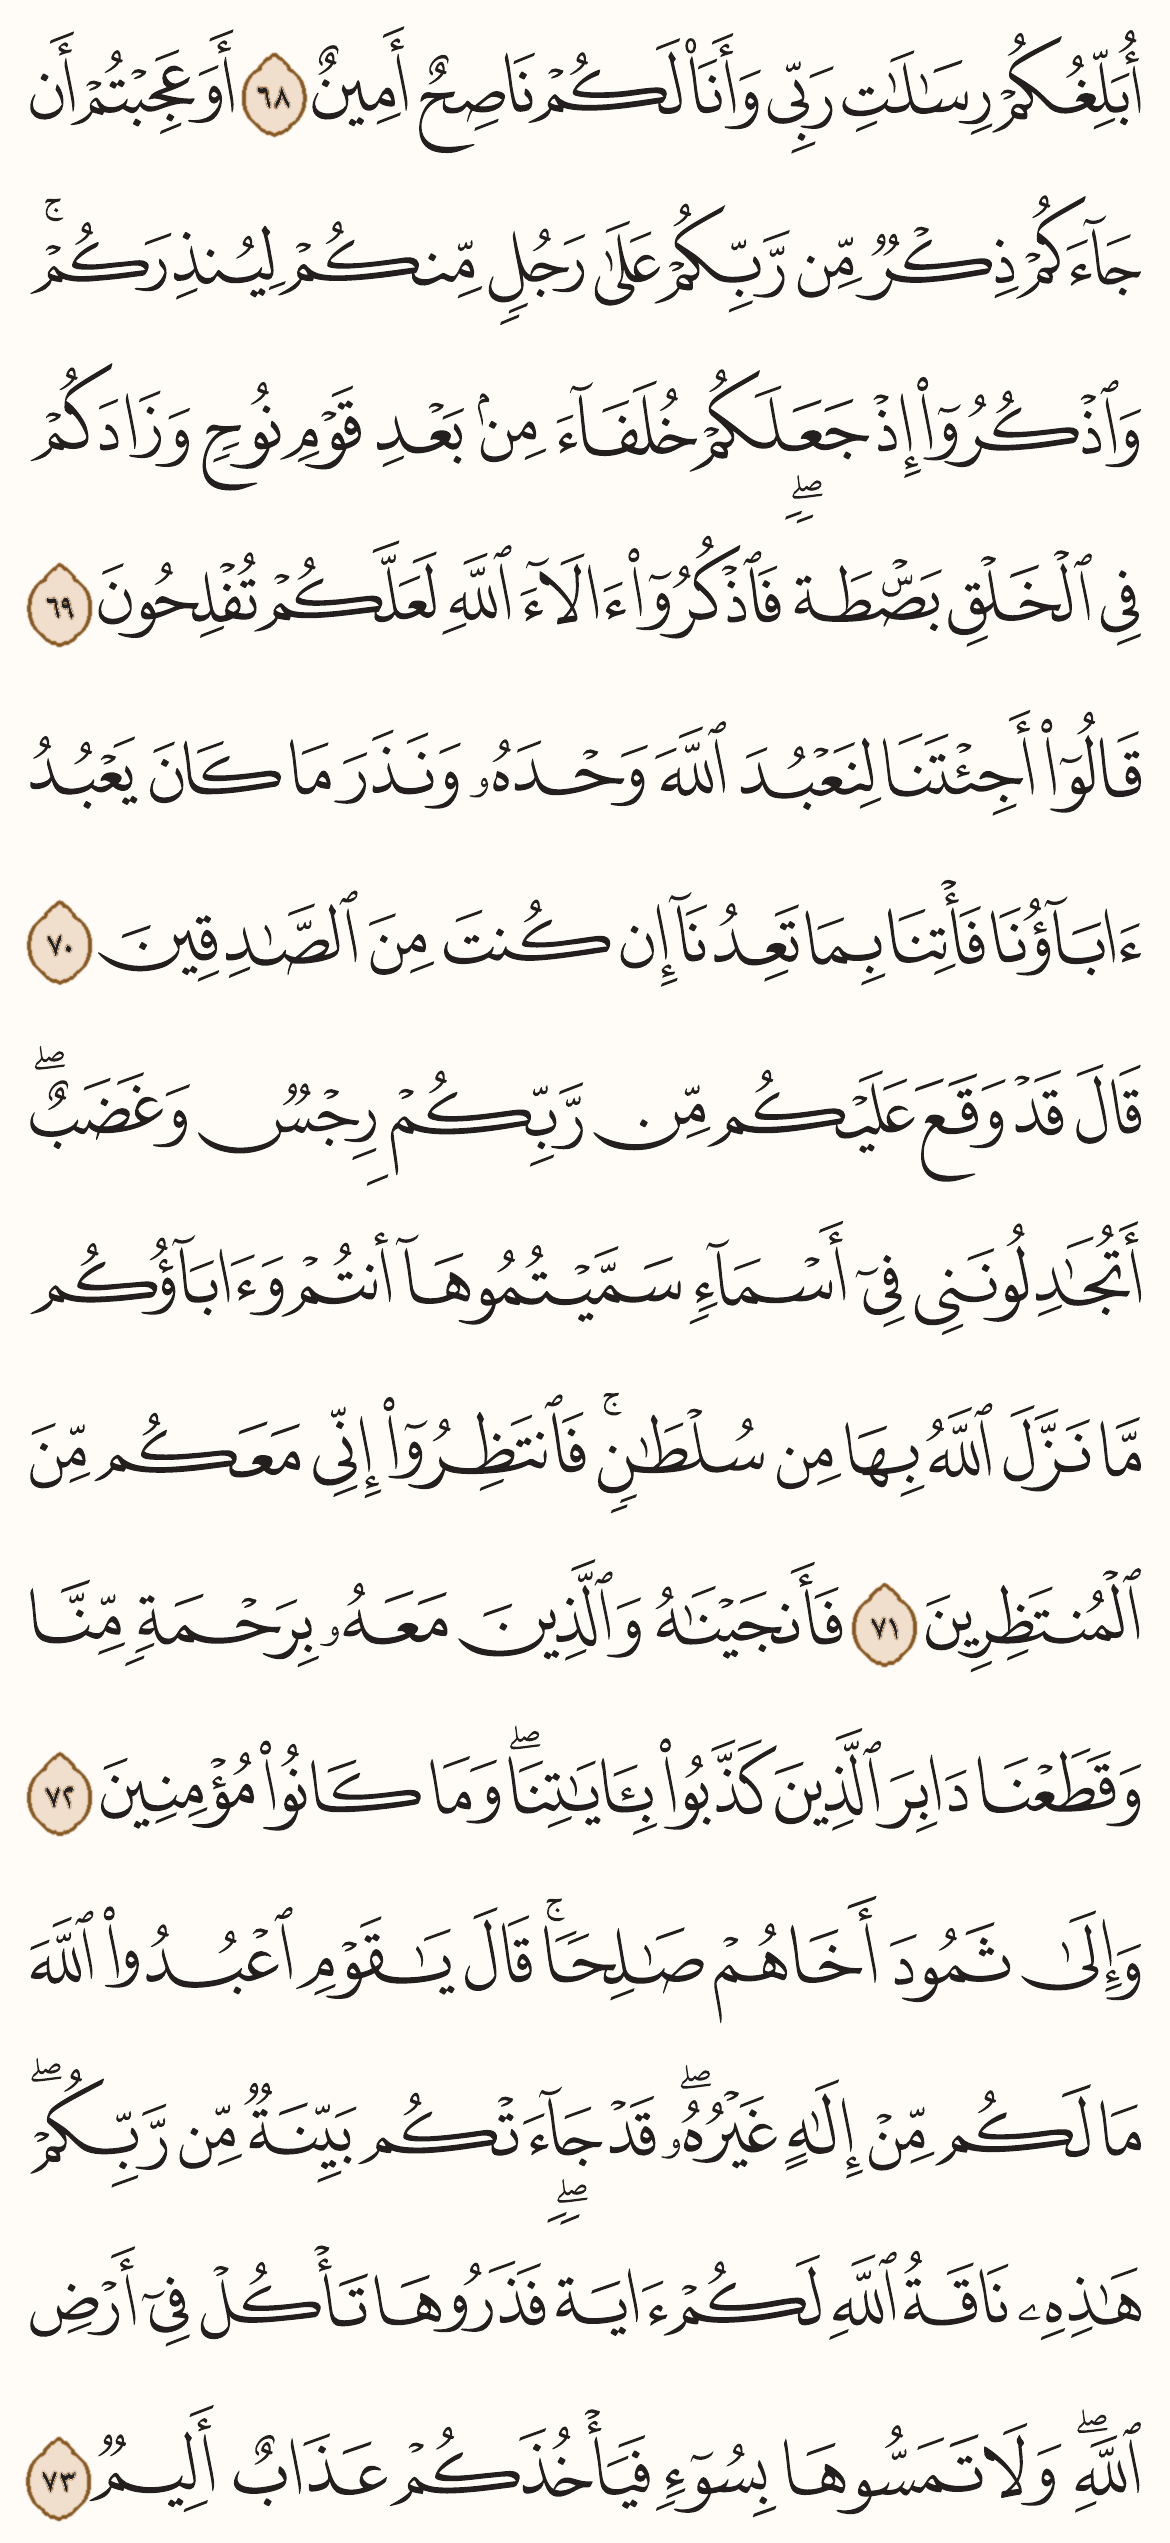 أُبَلِّغُكُمْ رِسَـٰلَـٰتِ رَبِّى وَأَنَا۠ لَكُمْ نَاصِحٌ أَمِينٌ ٦٨ أَوَعَجِبْتُمْ أَن
جَآءَكُمْ ذِكْرٌ مِّن رَّبِّكُمْ عَلَىٰ رَجُلٍ مِّنكُمْ لِيُنذِرَكُمْ ۚ
وَٱذْكُرُوٓا۟ إِذْ جَعَلَكُمْ خُلَفَآءَ مِنۢ بَعْدِ قَوْمِ نُوحٍ وَزَادَكُمْ
فِى ٱلْخَلْقِ بَصْۜطَةً ۖ فَٱذْكُرُوٓا۟ ءَالَآءَ ٱللَّهِ لَعَلَّكُمْ تُفْلِحُونَ ٦٩
قَالُوٓا۟ أَجِئْتَنَا لِنَعْبُدَ ٱللَّهَ وَحْدَهُۥ وَنَذَرَ مَا كَانَ يَعْبُدُ
ءَابَآؤُنَا فَأْتِنَا بِمَا تَعِدُنَآ إِن كُنتَ مِنَ ٱلصَّـٰدِقِينَ ٧٠
قَالَ قَدْ وَقَعَ عَلَيْكُم مِّن رَّبِّكُمْ رِجْسٌ وَغَضَبٌ ۖ
أَتُجَـٰدِلُونَنِى فِىٓ أَسْمَآءٍ سَمَّيْتُمُوهَآ أَنتُمْ وَءَابَآؤُكُم
مَّا نَزَّلَ ٱللَّهُ بِهَا مِن سُلْطَـٰنٍ ۚ فَٱنتَظِرُوٓا۟ إِنِّى مَعَكُم مِّنَ
ٱلْمُنتَظِرِينَ ٧١ فَأَنجَيْنَـٰهُ وَٱلَّذِينَ مَعَهُۥ بِرَحْمَةٍ مِّنَّا
وَقَطَعْنَا دَابِرَ ٱلَّذِينَ كَذَّبُوا۟ بِـَٔايَـٰتِنَا ۖ وَمَا كَانُوا۟ مُؤْمِنِينَ ٧٢
وَإِلَىٰ ثَمُودَ أَخَاهُمْ صَـٰلِحًا ۚ قَالَ يَـٰقَوْمِ ٱعْبُدُوا۟ ٱللَّهَ
مَا لَكُم مِّنْ إِلَـٰهٍ غَيْرُهُۥ ۖ قَدْ جَآءَتْكُم بَيِّنَةٌ مِّن رَّبِّكُمْ ۖ
هَـٰذِهِۦ نَاقَةُ ٱللَّهِ لَكُمْ ءَايَةً ۖ فَذَرُوهَا تَأْكُلْ فِىٓ أَرْضِ
ٱللَّهِ ۖ وَلَا تَمَسُّوهَا بِسُوٓءٍ فَيَأْخُذَكُمْ عَذَابٌ أَلِيمٌ ٧٣